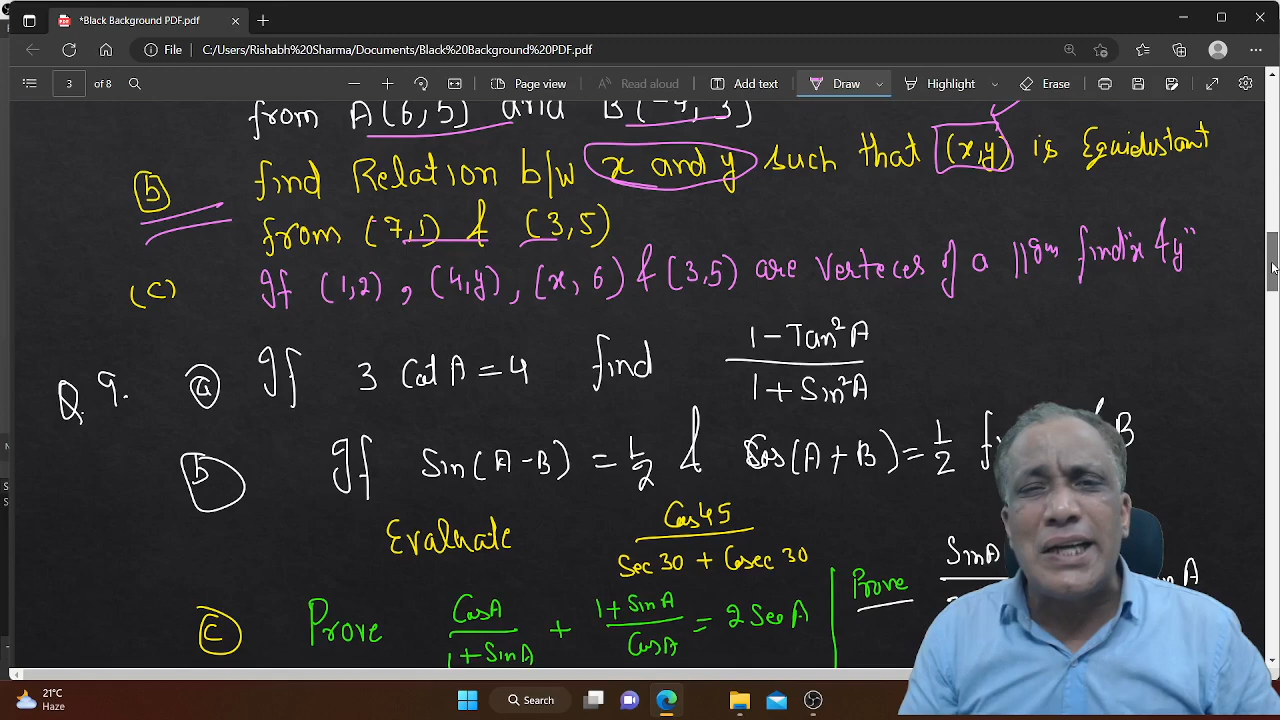 *Black Background PDF.pdf
File C:/Users/Rishabh%20Sharma/Documents/Black%20Background%20PDF.pdf
3 of 8 Page view Read aloud Add text Draw Highlight Erase
from A(6,5) and B(-4,3)
(b) find Relation b/w x and y such that (x,y) is Equidistant
from (7,1) & (3,5)
(c) If (1,2), (4,y), (x,6) & (3,5) are verteces of a 11gm find "x & y"
Q.9. (a) If 3 Cot A = 4 find 1-Tan²A / 1+Sin²A
(b) If Sin(A-B) = 1/2 & Cos(A+B) = 1/2 B
Evaluate Cos45 / Sec 30 + Cosec 30
(c) Prove CosA / 1+SinA + 1+SinA / CosA = 2 Sec A
Prove SinA A
21°C
Haze
Search